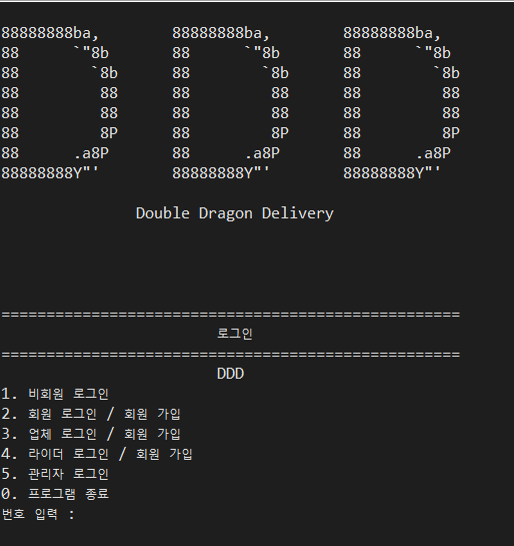 88888888ba,        88888888ba,        88888888ba,
88      `"8b       88      `"8b       88      `"8b
88        `8b      88        `8b      88        `8b
88         88      88         88      88         88
88         88      88         88      88         88
88         8P      88         8P      88         8P
88      .a8P       88      .a8P       88      .a8P
88888888Y"'        88888888Y"'        88888888Y"'
Double Dragon Delivery
===================================================
로그인
===================================================
DDD
1. 비회원 로그인
2. 회원 로그인 / 회원 가입
3. 업체 로그인 / 회원 가입
4. 라이더 로그인 / 회원 가입
5. 관리자 로그인
0. 프로그램 종료
번호 입력 :